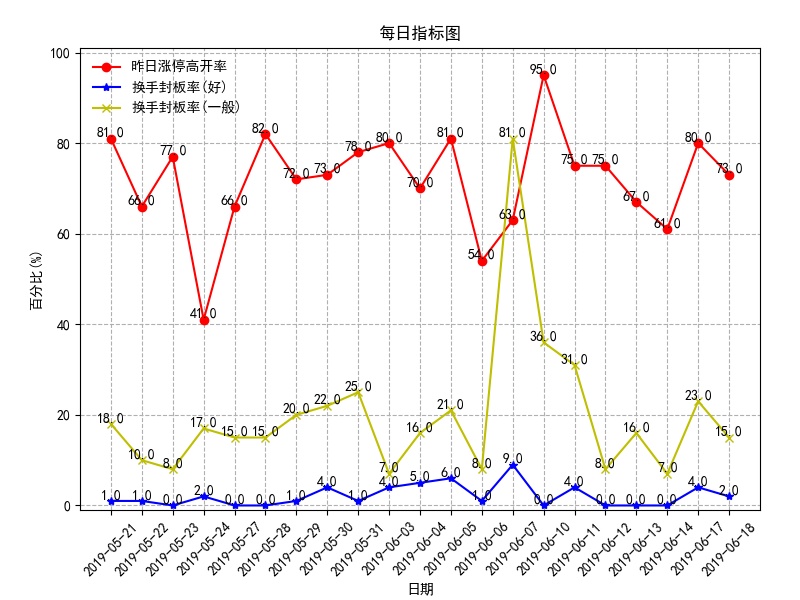 每日指标图
昨日涨停高开率
换手封板率(好)
换手封板率(一般)
百分比(%)
100
80
60
40
20
0
81.0 66.0 77.0 41.0 66.0 82.0 72.0 73.0 78.0 80.0 70.0 81.0 54.0 63.0 95.0 75.0 75.0 67.0 61.0 80.0 73.0
18.0 10.0 8.0 17.0 15.0 15.0 20.0 22.0 25.0 7.0 16.0 21.0 8.0 81.0 36.0 31.0 8.0 16.0 7.0 23.0 15.0
1.0 1.0 0.0 2.0 0.0 0.0 1.0 4.0 1.0 4.0 5.0 6.0 1.0 9.0 0.0 4.0 0.0 0.0 0.0 4.0 2.0
2019-05-21 2019-05-22 2019-05-23 2019-05-24 2019-05-27 2019-05-28 2019-05-29 2019-05-30 2019-05-31 2019-06-03 2019-06-04 2019-06-05 2019-06-06 2019-06-07 2019-06-10 2019-06-11 2019-06-12 2019-06-13 2019-06-14 2019-06-17 2019-06-18
日期